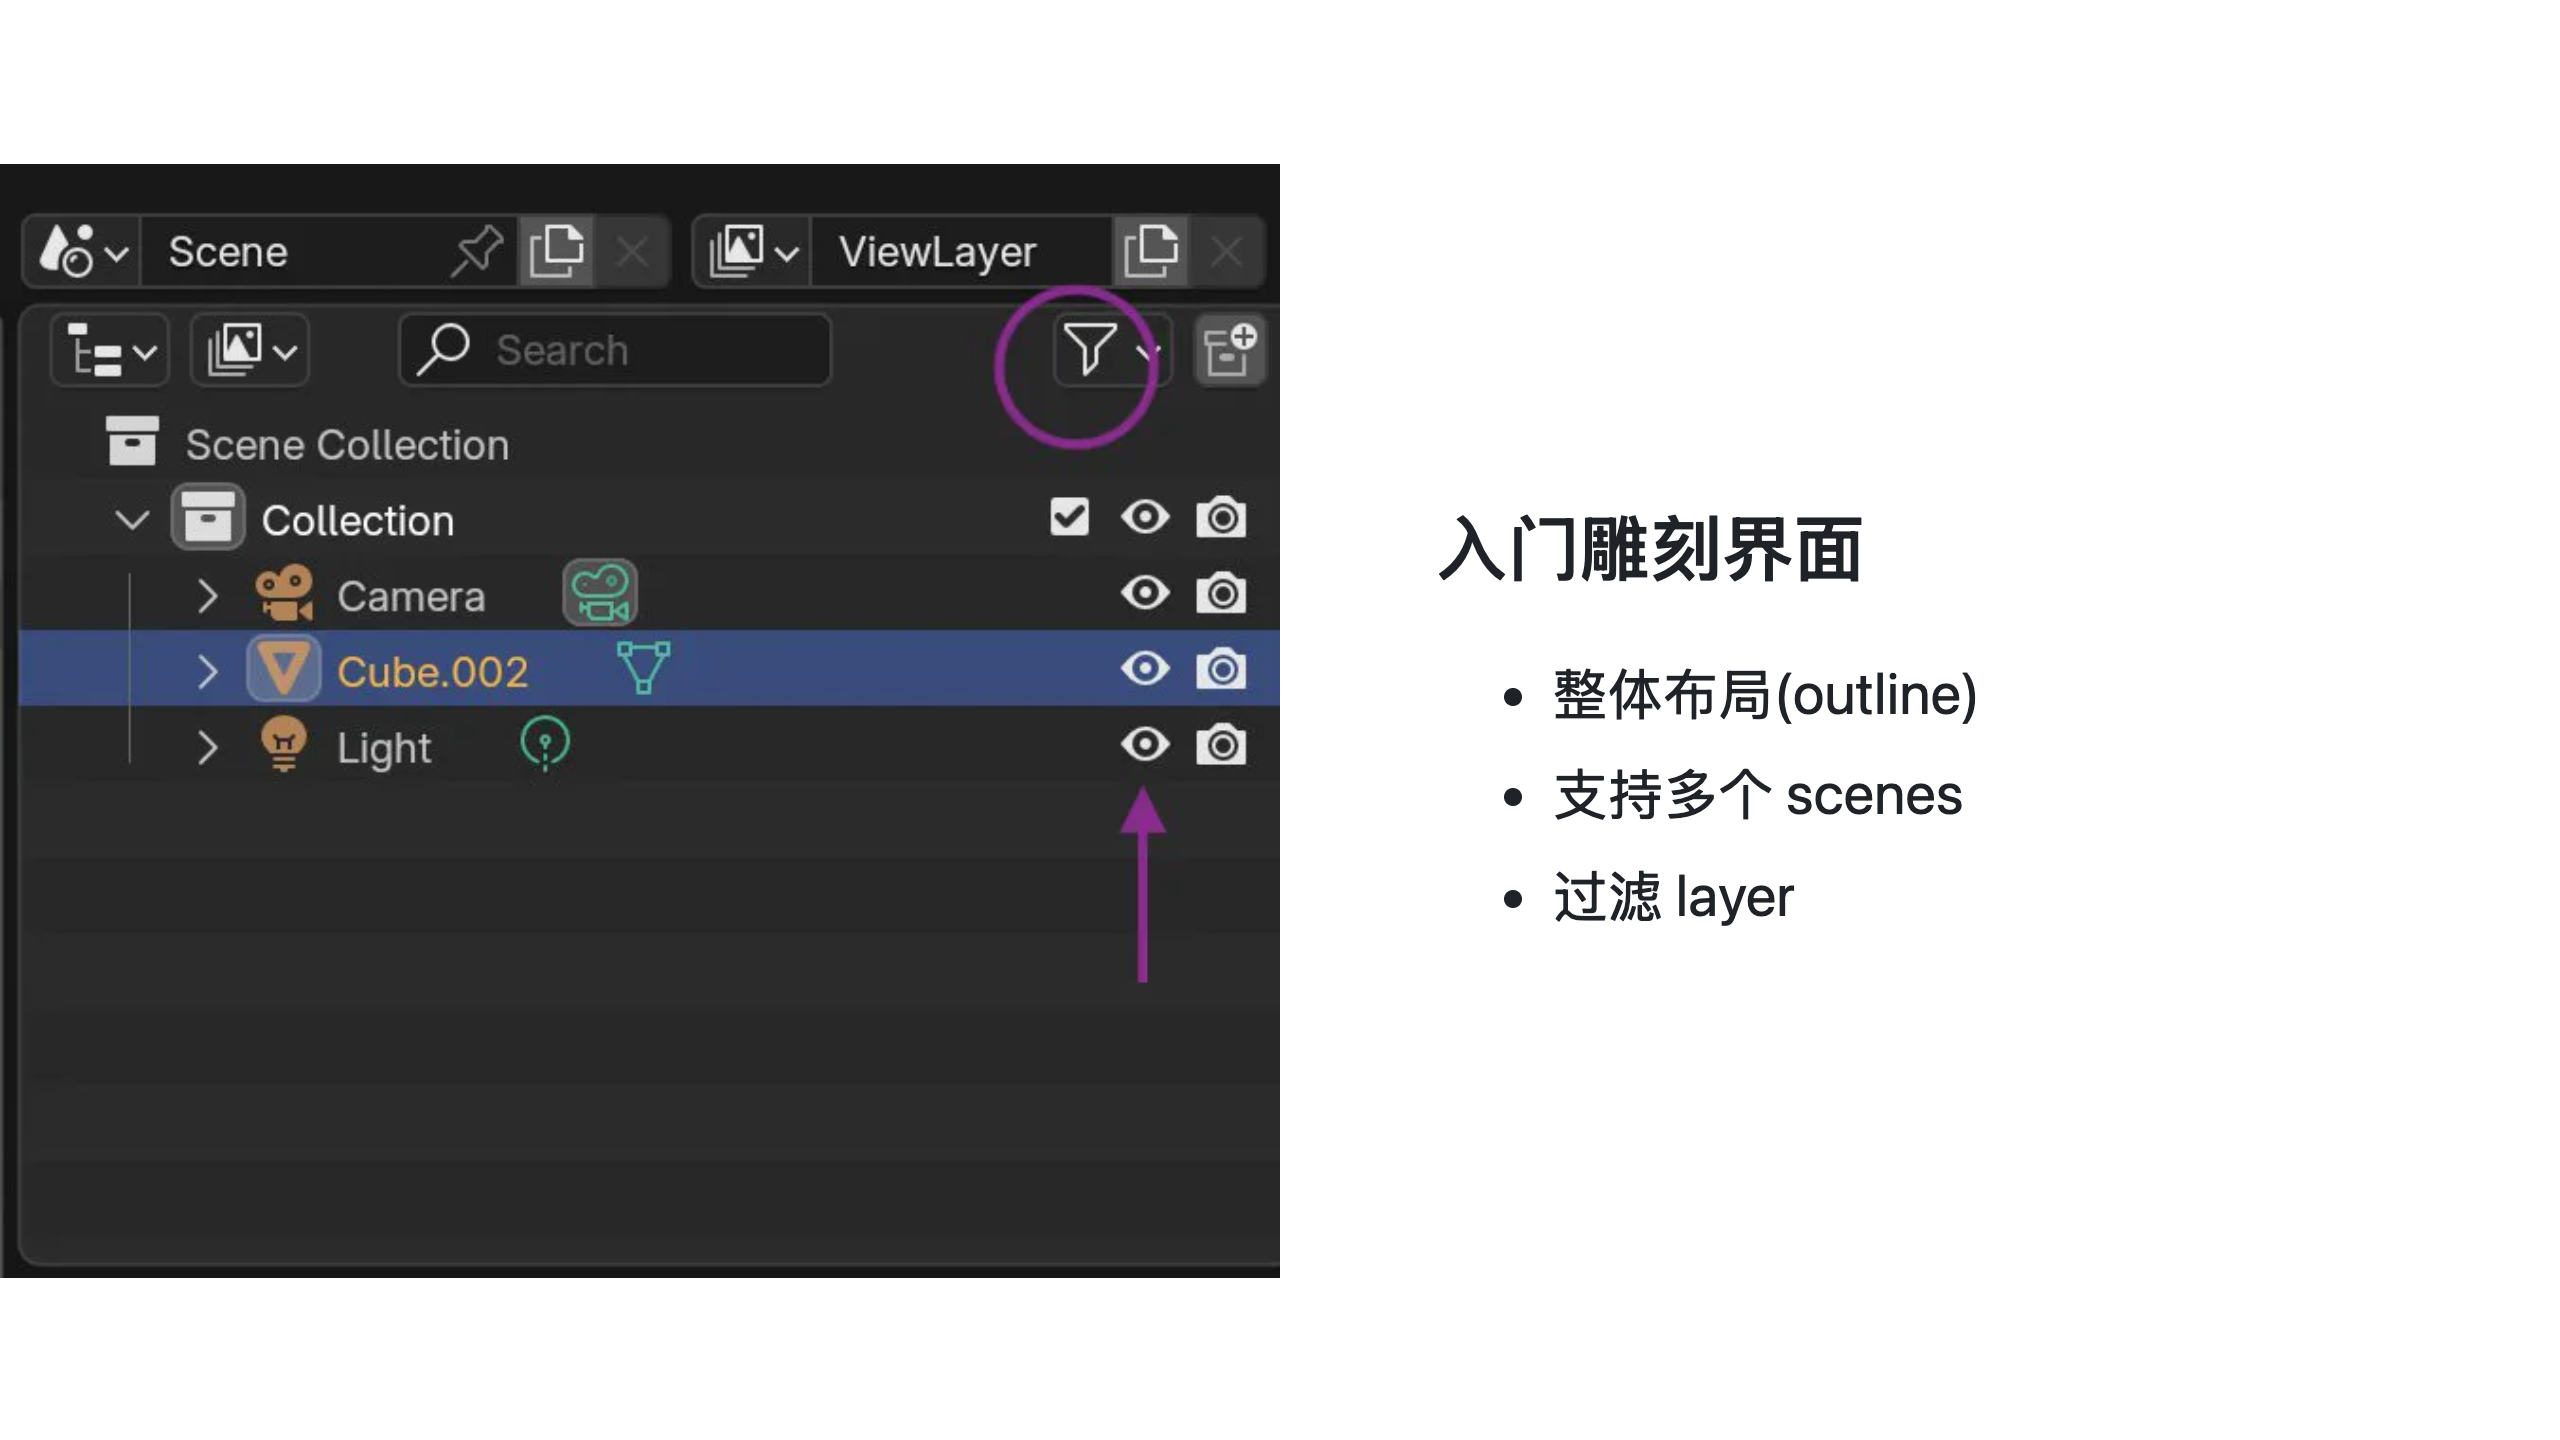 Scene
ViewLayer
Search
Scene Collection
Collection
Camera
Cube.002
Light
入门雕刻界面
整体布局(outline)
支持多个 scenes
过滤 layer